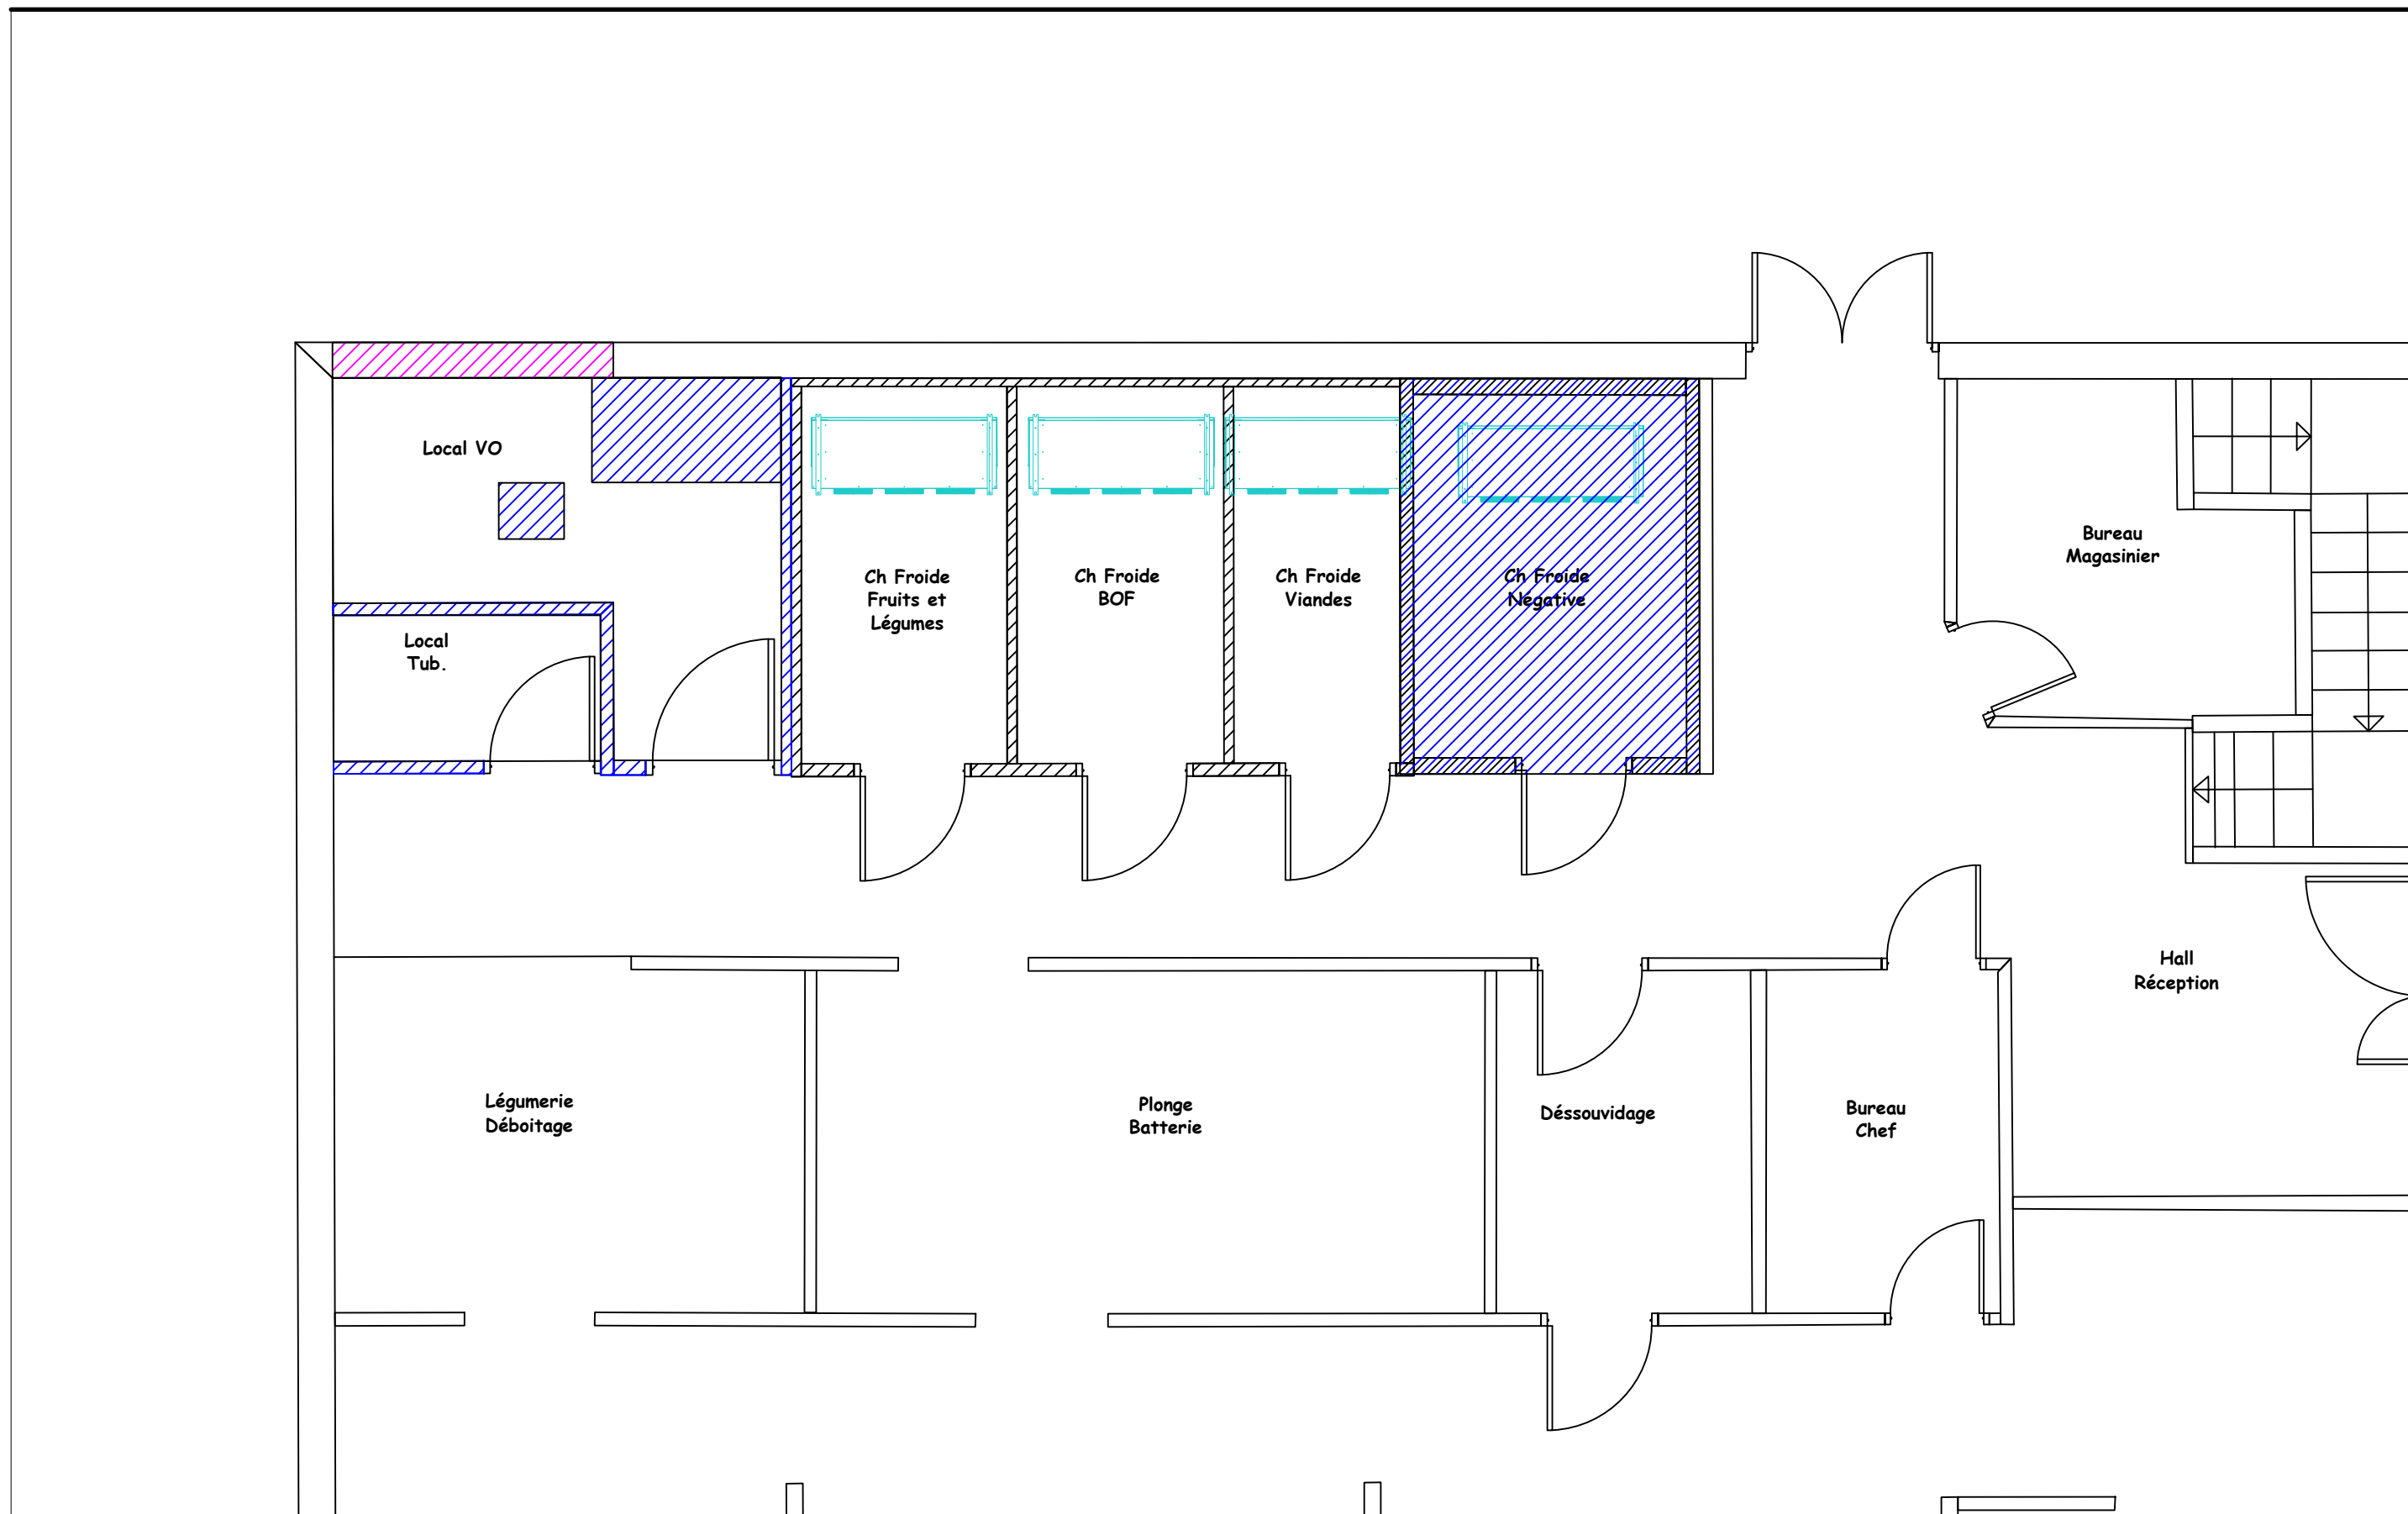 Local VO
Local
Tub.
Ch Froide
Fruits et
Légumes
Ch Froide
BOF
Ch Froide
Viandes
Ch Froide
Negative
Bureau
Magasinier
Hall
Réception
Légumerie
Déboitage
Plonge
Batterie
Déssouvidage
Bureau
Chef